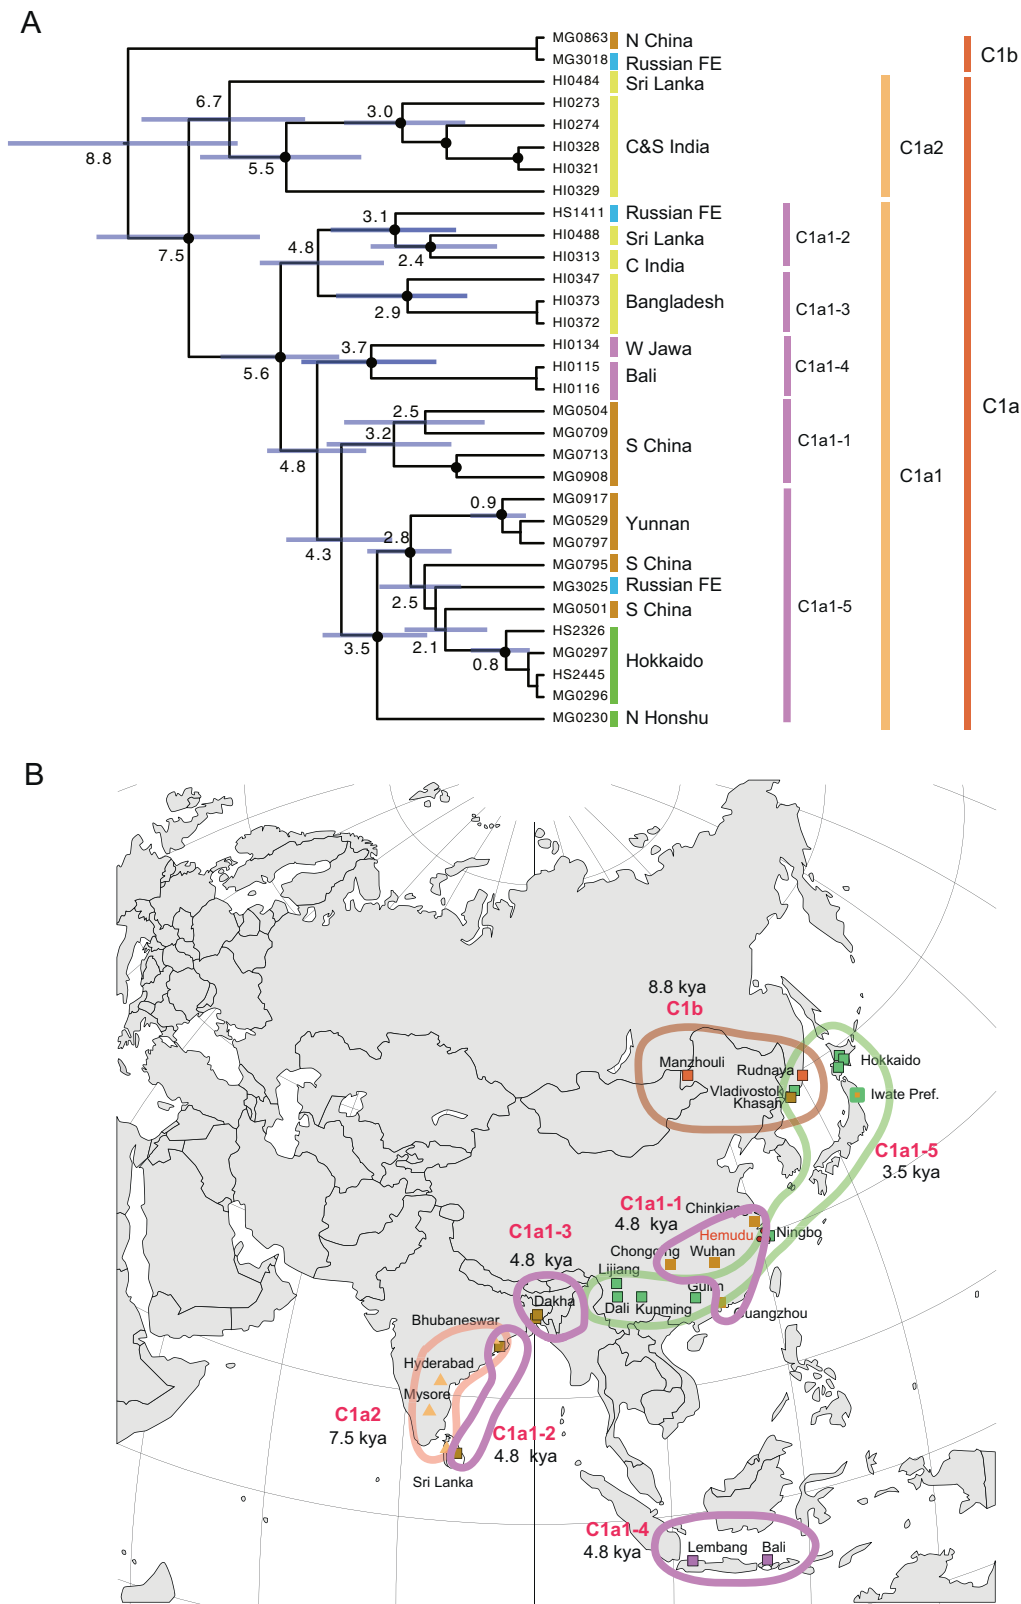 A
MG0863 N China
MG3018 Russian FE
C1b
HI0484 Sri Lanka
6.7
HI0273
3.0
HI0274
8.8
HI0328 C&S India
C1a2
5.5
HI0321
HI0329
HS1411 Russian FE
3.1
HI0488 Sri Lanka
C1a1-2
7.5
4.8
2.4
HI0313 C India
HI0347
HI0373 Bangladesh
C1a1-3
2.9
HI0372
HI0134 W Jawa
3.7
5.6
HI0115 Bali
C1a1-4
HI0116
C1a
MG0504
2.5
MG0709
3.2
S China
C1a1-1
MG0713
4.8
MG0908
C1a1
MG0917
0.9
MG0529 Yunnan
2.8
MG0797
4.3
MG0795 S China
MG3025 Russian FE
2.5
MG0501 S China
C1a1-5
HS2326
3.5
2.1
MG0297 Hokkaido
0.8
HS2445
MG0296
MG0230 N Honshu
B
8.8 kya
C1b
Manzhouli
Rudnaya
Hokkaido
Vladivostok
Khasan
Iwate Pref.
C1a1-5
3.5 kya
C1a1-1
4.8 kya
Chinkiang
C1a1-3
4.8 kya
Hemudu
Ningbo
Chongqing
Wuhan
Lijiang
Guilin
Dakha
Dali
Kunming
Guangzhou
Bhubaneswar
Hyderabad
Mysore
C1a2
7.5 kya
C1a1-2
4.8 kya
Sri Lanka
C1a1-4
4.8 kya
Lembang
Bali